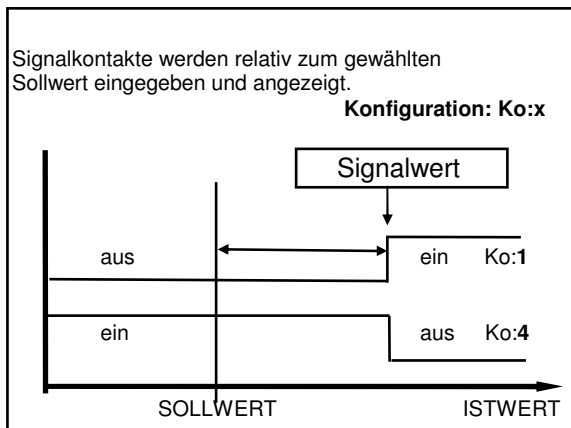 Signalkontakte werden relativ zum gewählten
Sollwert eingegeben und angezeigt.
Konfiguration: Ko:x
Signalwert
aus ein Ko:1
ein aus Ko:4
SOLLWERT ISTWERT